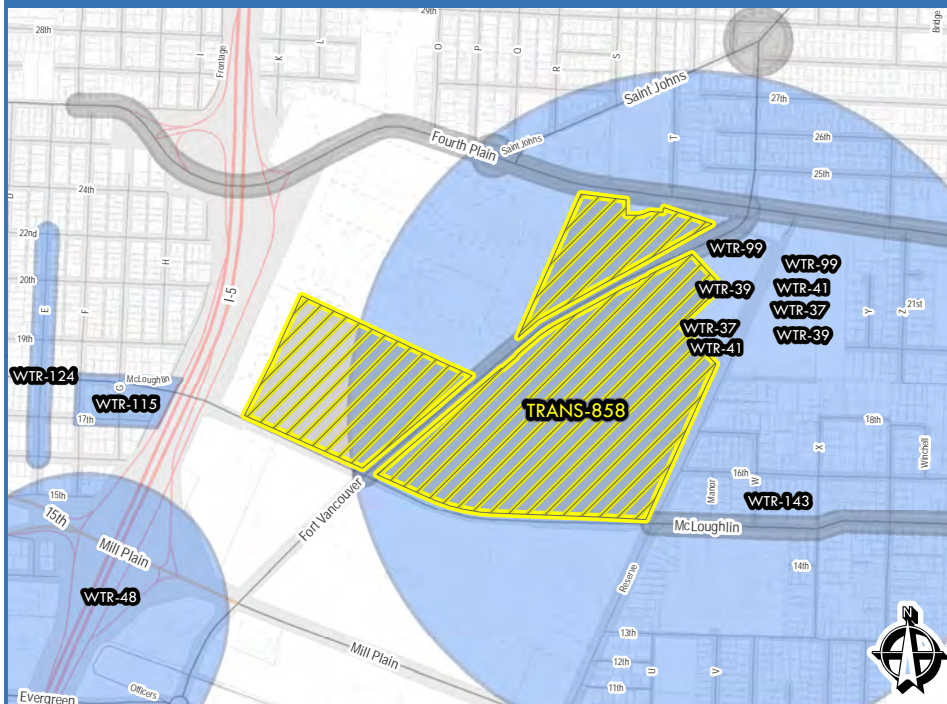 29th
28th
Bridge
I
Frontage
K
L
O
P
Q
R
S
Saint Johns
27th
T
26th
Fourth Plain
Saint Johns
25th
24th
D
22nd
WTR-99
H
WTR-99
20th
I-5
WTR-39
WTR-41
E
F
WTR-37
Y
Z
21st
19th
WTR-37
WTR-39
WTR-41
WTR-124
G
McLoughlin
WTR-115
TRANS-858
17th
18th
X
Winchell
16th
15th
Manor
W
WTR-143
15th
Fort Vancouver
McLoughlin
Mill Plain
14th
Reserve
WTR-48
N
13th
Mill Plain
12th
U
V
Officers
11th
Evergreen